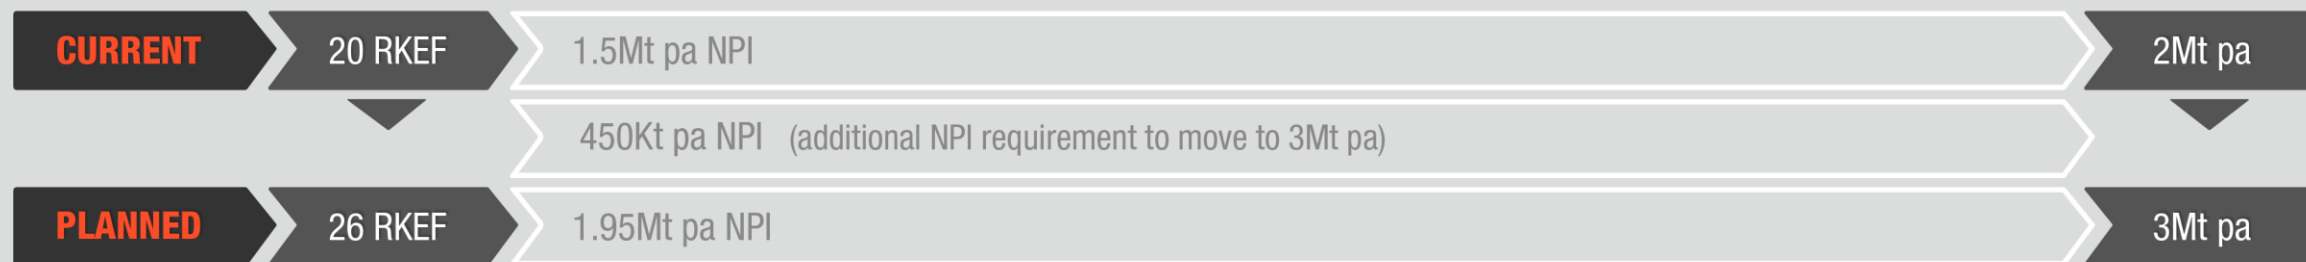 CURRENT 20 RKEF 1.5Mt pa NPI 2Mt pa
450Kt pa NPI (additional NPI requirement to move to 3Mt pa)
PLANNED 26 RKEF 1.95Mt pa NPI 3Mt pa